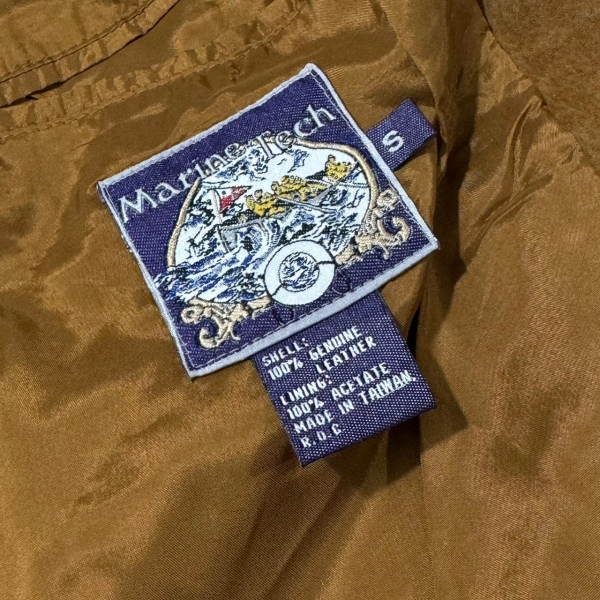 Marine Tech
S
SHELL:
100% GENUINE
LEATHER
LINING:
100% ACETATE
MADE IN TAIWAN.
R.O.C